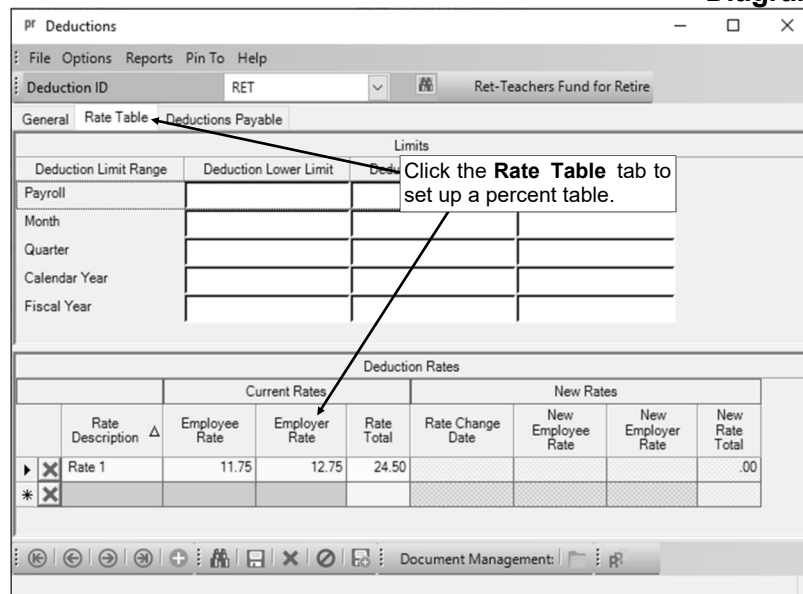 Diagra
pr Deductions
File Options Reports Pin To Help
Deduction ID RET Ret-Teachers Fund for Retire
General Rate Table Deductions Payable
Limits
Deduction Limit Range Deduction Lower Limit
Click the Rate Table tab to
set up a percent table.
Payroll
Month
Quarter
Calendar Year
Fiscal Year
Deduction Rates
Current Rates New Rates
Rate Description Employee Rate Employer Rate Rate Total Rate Change Date New Employee Rate New Employer Rate New Rate Total
Rate 1 11.75 12.75 24.50 .00
Document Management: pR